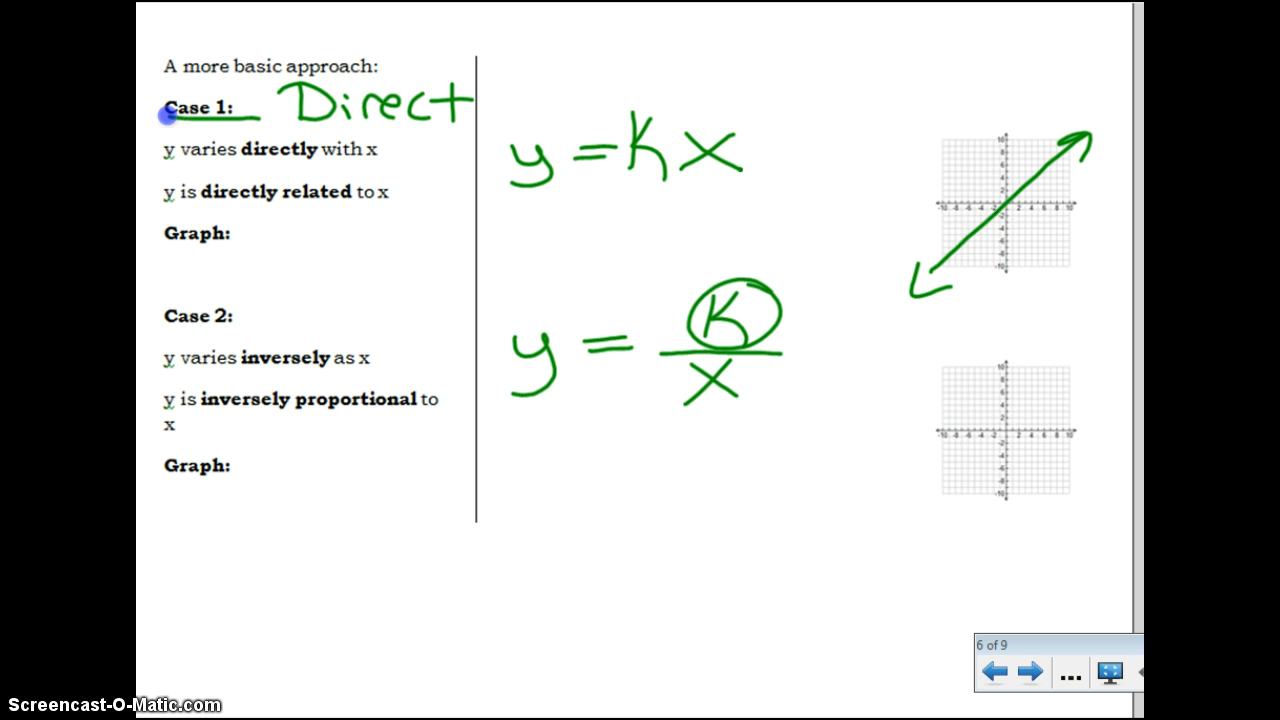 A more basic approach:
Case 1: Direct
y varies directly with x
y is directly related to x
Graph:
y = K x
Case 2:
y varies inversely as x
y is inversely proportional to
x
Graph:
y = K
x
6 of 9
...
Screencast-O-Matic.com